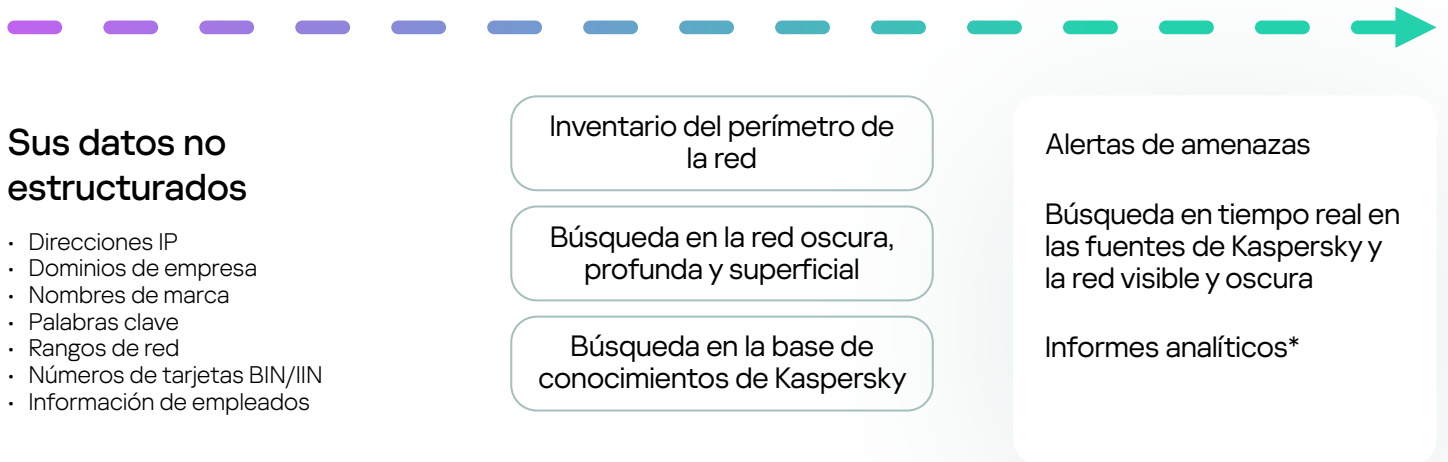 Sus datos no
estructurados
• Direcciones IP
• Dominios de empresa
• Nombres de marca
• Palabras clave
• Rangos de red
• Números de tarjetas BIN/IIN
• Información de empleados
Inventario del perímetro de
la red
Búsqueda en la red oscura,
profunda y superficial
Búsqueda en la base de
conocimientos de Kaspersky
Alertas de amenazas
Búsqueda en tiempo real en
las fuentes de Kaspersky y
la red visible y oscura
Informes analíticos*